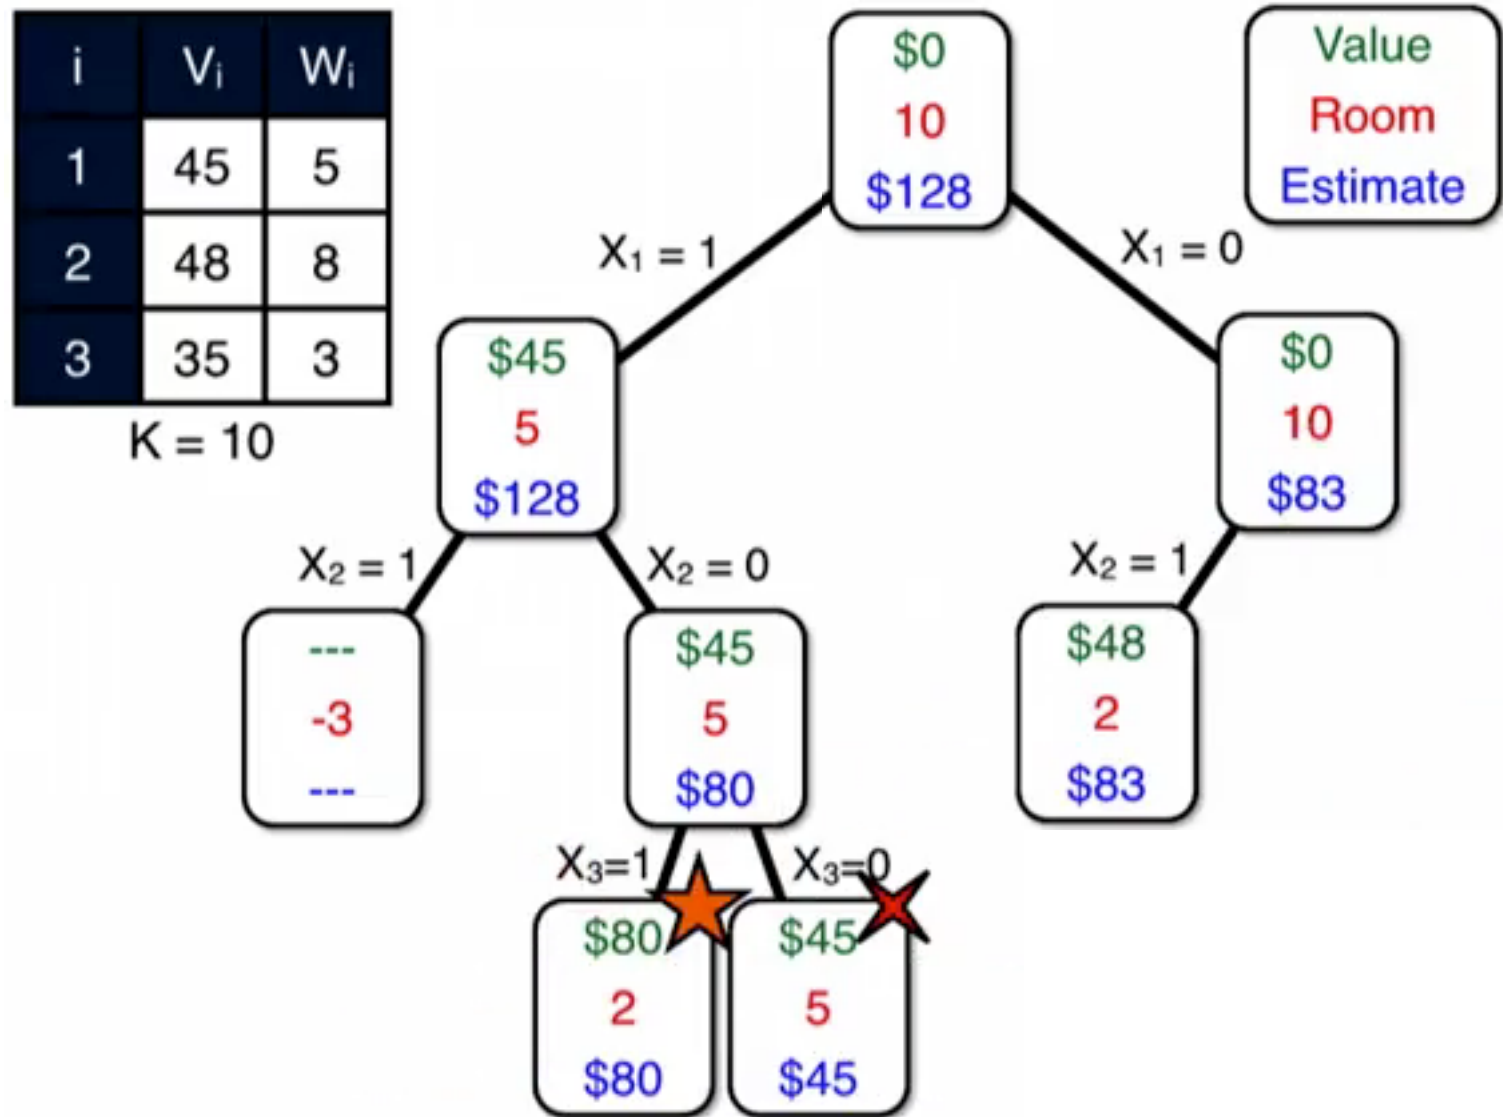 i Vᵢ Wᵢ
1 45 5
2 48 8
3 35 3
K = 10
$0
10
$128
Value
Room
Estimate
X₁ = 1
X₁ = 0
$45
5
$128
$0
10
$83
X₂ = 1
X₂ = 0
X₂ = 1
---
-3
---
$45
5
$80
$48
2
$83
X₃=1
X₃=0
$80
2
$80
$45
5
$45